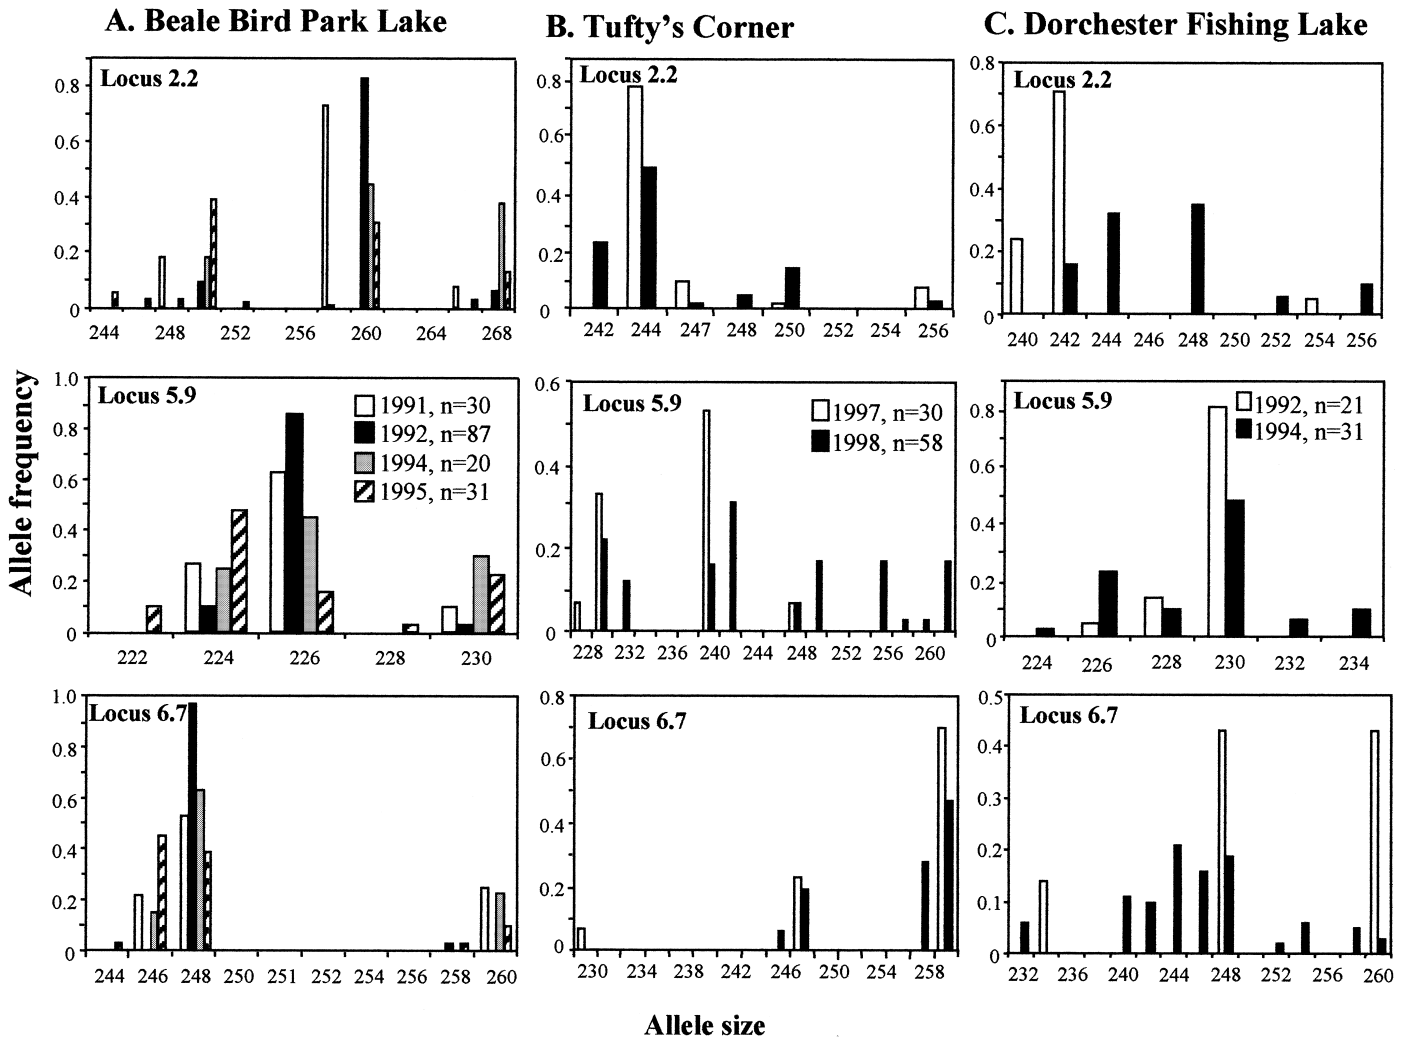 A. Beale Bird Park Lake
B. Tufty's Corner
C. Dorchester Fishing Lake
Allele frequency
Locus 2.2
0.8
0.6
0.4
0.2
0
244 248 252 256 260 264 268
Locus 2.2
0.8
0.6
0.4
0.2
0
242 244 247 248 250 252 254 256
Locus 2.2
0.8
0.6
0.4
0.2
0
240 242 244 246 248 250 252 254 256
Locus 5.9
1.0
0.8
0.6
0.4
0.2
0
1991, n=30
1992, n=87
1994, n=20
1995, n=31
222 224 226 228 230
Locus 5.9
0.6
0.4
0.2
0
1997, n=30
1998, n=58
228 232 236 240 244 248 252 256 260
Locus 5.9
0.8
0.6
0.4
0.2
0
1992, n=21
1994, n=31
224 226 228 230 232 234
Locus 6.7
1.0
0.8
0.6
0.4
0.2
0
244 246 248 250 251 252 254 256 258 260
Locus 6.7
0.8
0.6
0.4
0.2
0
230 234 238 242 246 250 254 258
Locus 6.7
0.5
0.4
0.3
0.2
0.1
0
232 236 240 244 248 252 256 260
Allele size